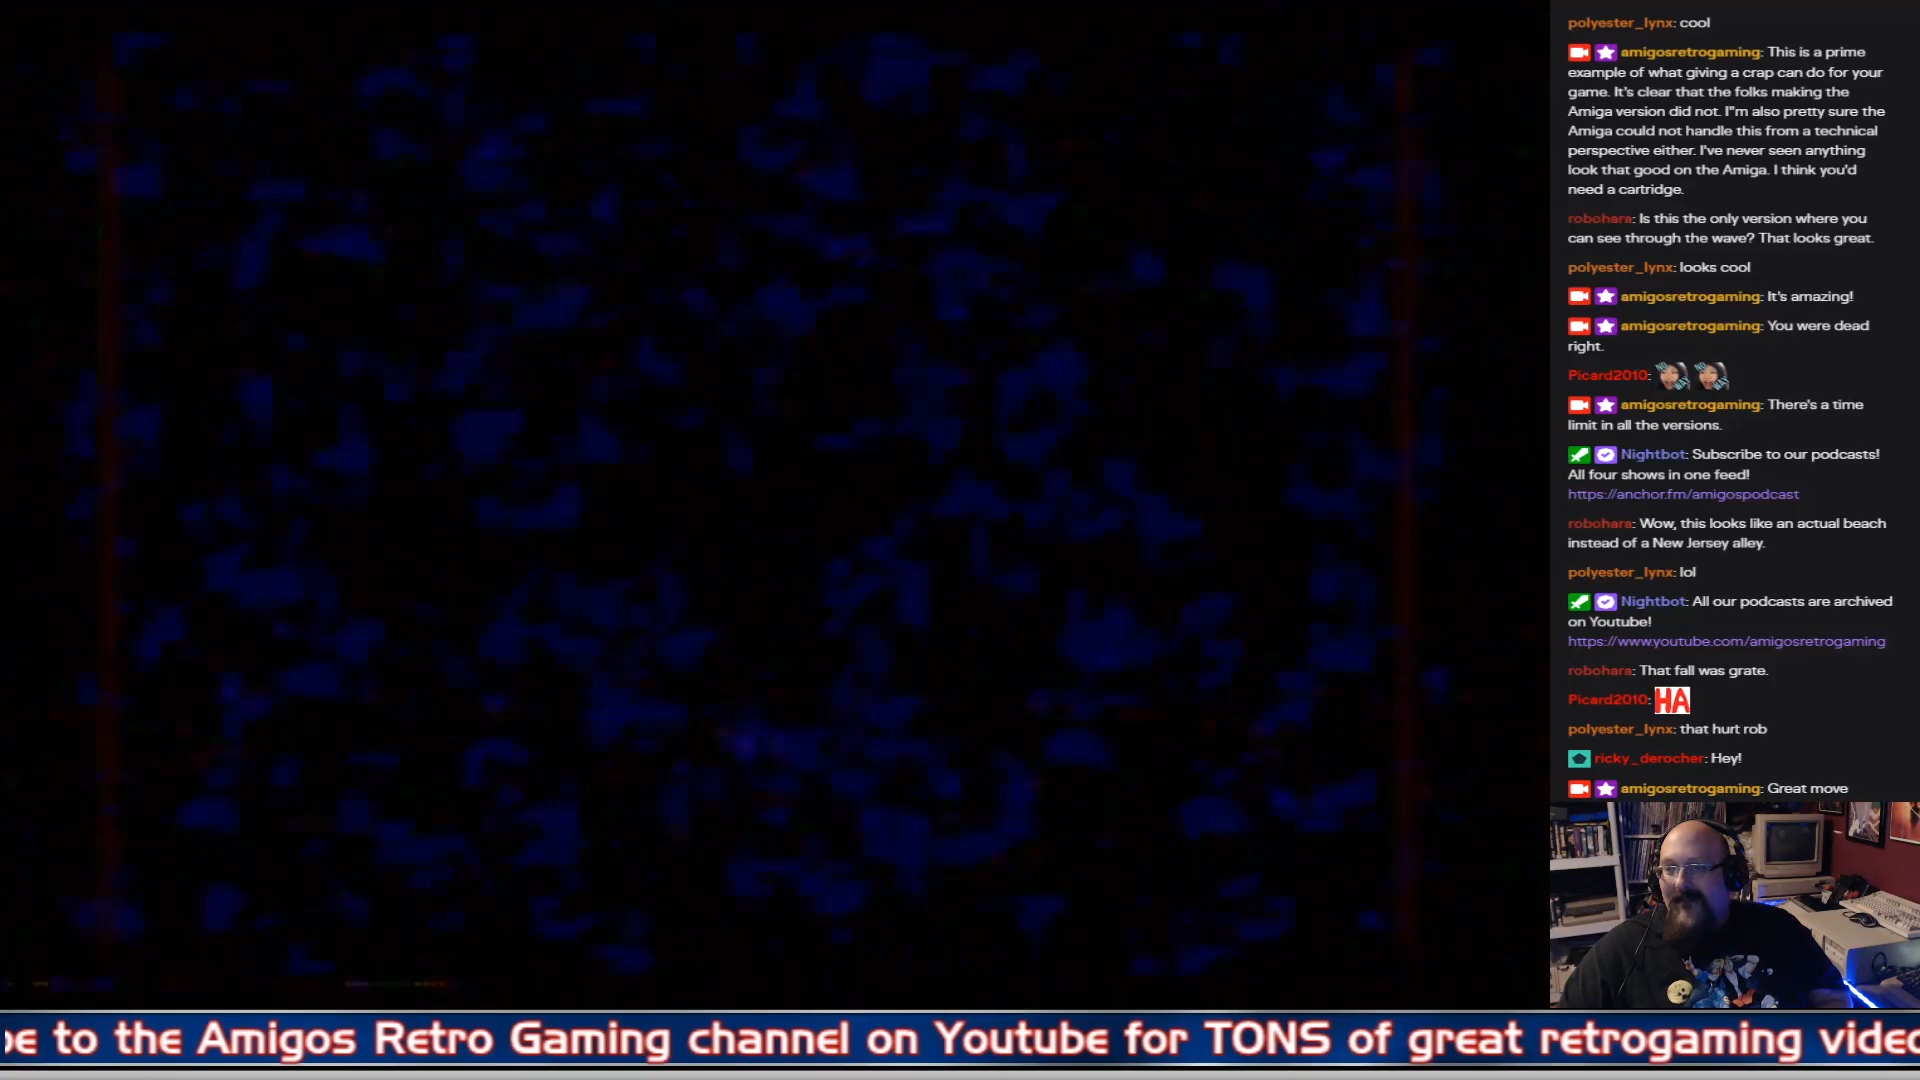 polyester_lynx: cool
amigosretrogaming: This is a prime
example of what giving a crap can do for your
game. It's clear that the folks making the
Amiga version did not. I"m also pretty sure the
Amiga could not handle this from a technical
perspective either. I've never seen anything
look that good on the Amiga. I think you'd
need a cartridge.
robohara: Is this the only version where you
can see through the wave? That looks great.
polyester_lynx: looks cool
amigosretrogaming: It's amazing!
amigosretrogaming: You were dead
right.
Picard2010:
amigosretrogaming: There's a time
limit in all the versions.
Nightbot: Subscribe to our podcasts!
All four shows in one feed!
https://anchor.fm/amigospodcast
robohara: Wow, this looks like an actual beach
instead of a New Jersey alley.
polyester_lynx: lol
Nightbot: All our podcasts are archived
on Youtube!
https://www.youtube.com/amigosretrogaming
robohara: That fall was grate.
Picard2010: HA
polyester_lynx: that hurt rob
ricky_derocher: Hey!
amigosretrogaming: Great move
be to the Amigos Retro Gaming channel on Youtube for TONS of great retrogaming video